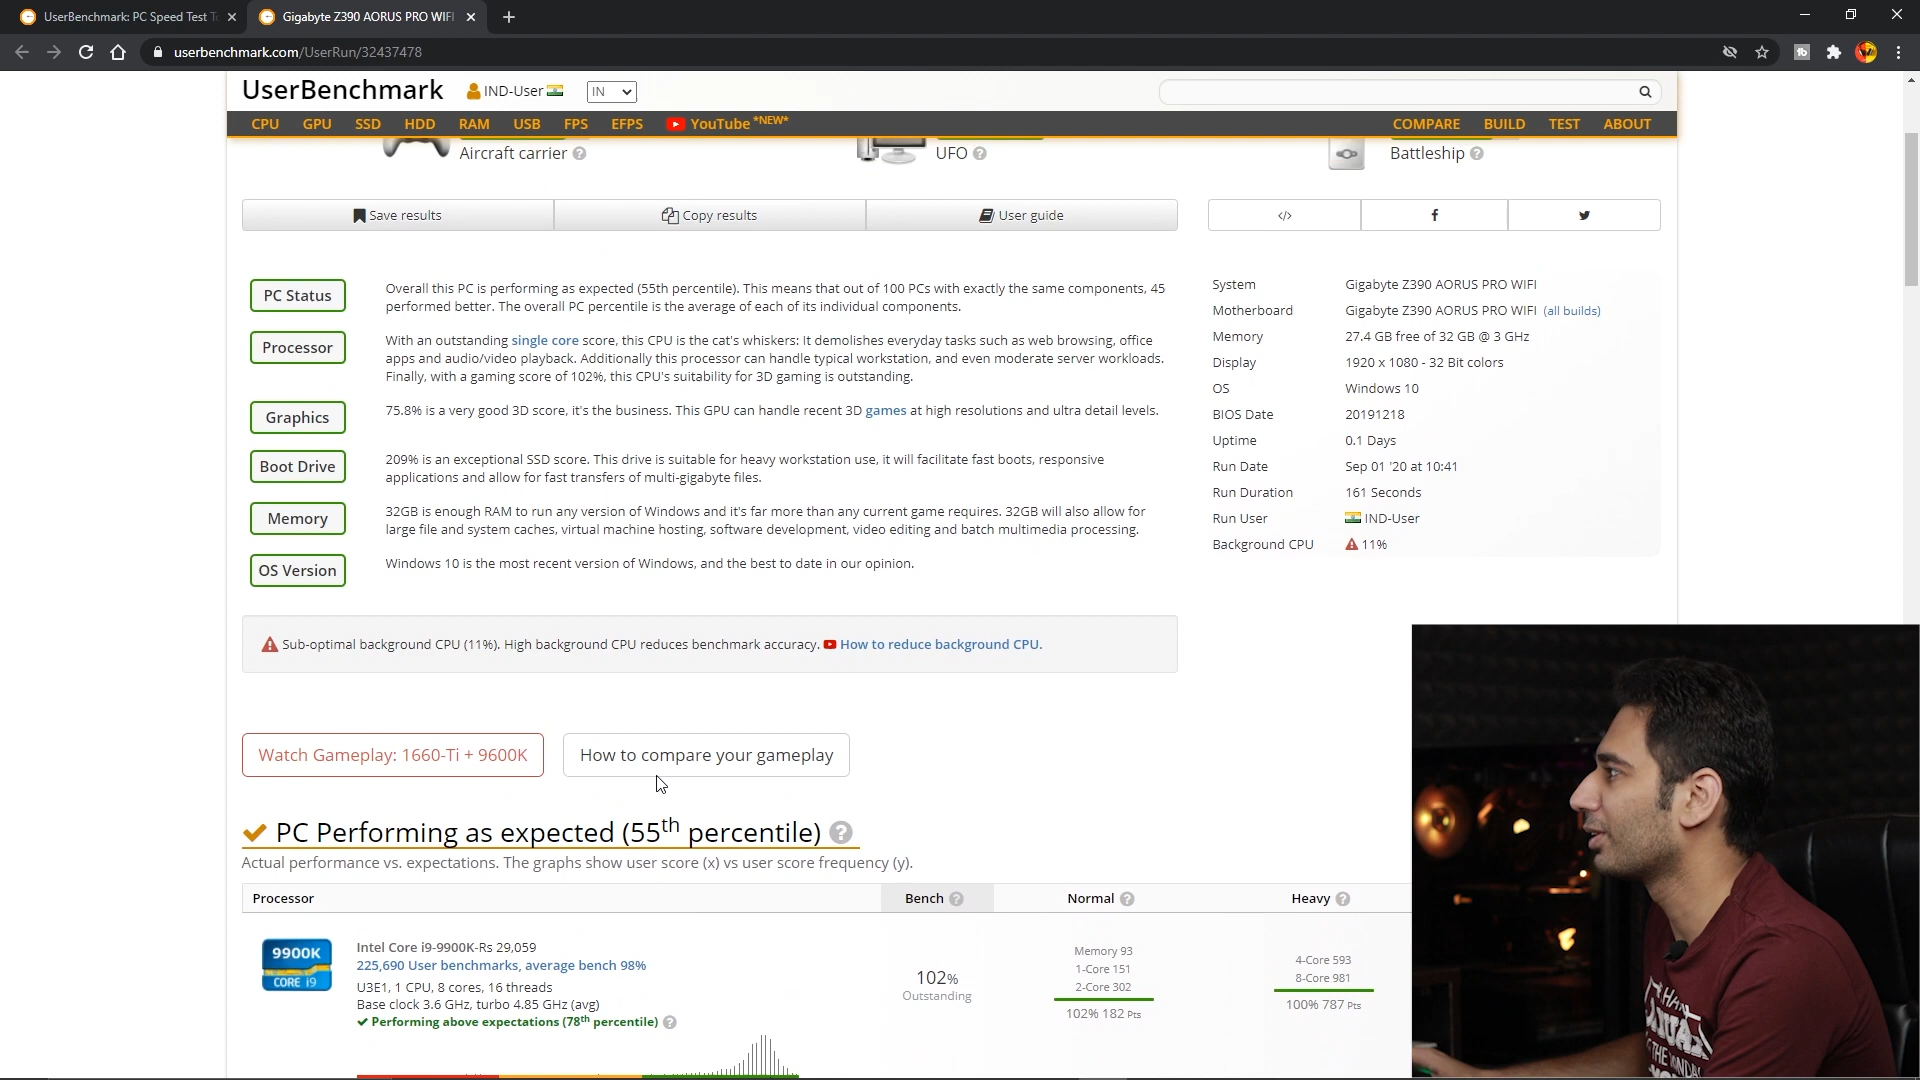 UserBenchmark: PC Speed Test T
Gigabyte Z390 AORUS PRO WIFI
userbenchmark.com/UserRun/32437478
UserBenchmark
IND-User
IN
CPU GPU SSD HDD RAM USB FPS EFPS YouTube *NEW*
COMPARE BUILD TEST ABOUT
Aircraft carrier ?
UFO ?
Battleship ?
Save results
Copy results
User guide
</>
f
PC Status
Overall this PC is performing as expected (55th percentile). This means that out of 100 PCs with exactly the same components, 45
performed better. The overall PC percentile is the average of each of its individual components.
Processor
With an outstanding single core score, this CPU is the cat's whiskers: It demolishes everyday tasks such as web browsing, office
apps and audio/video playback. Additionally this processor can handle typical workstation, and even moderate server workloads.
Finally, with a gaming score of 102%, this CPU's suitability for 3D gaming is outstanding.
Graphics
75.8% is a very good 3D score, it's the business. This GPU can handle recent 3D games at high resolutions and ultra detail levels.
Boot Drive
209% is an exceptional SSD score. This drive is suitable for heavy workstation use, it will facilitate fast boots, responsive
applications and allow for fast transfers of multi-gigabyte files.
Memory
32GB is enough RAM to run any version of Windows and it's far more than any current game requires. 32GB will also allow for
large file and system caches, virtual machine hosting, software development, video editing and batch multimedia processing.
OS Version
Windows 10 is the most recent version of Windows, and the best to date in our opinion.
System Gigabyte Z390 AORUS PRO WIFI
Motherboard Gigabyte Z390 AORUS PRO WIFI (all builds)
Memory 27.4 GB free of 32 GB @ 3 GHz
Display 1920 x 1080 - 32 Bit colors
OS Windows 10
BIOS Date 20191218
Uptime 0.1 Days
Run Date Sep 01 '20 at 10:41
Run Duration 161 Seconds
Run User IND-User
Background CPU 11%
Sub-optimal background CPU (11%). High background CPU reduces benchmark accuracy. How to reduce background CPU.
Watch Gameplay: 1660-Ti + 9600K
How to compare your gameplay
PC Performing as expected (55th percentile) ?
Actual performance vs. expectations. The graphs show user score (x) vs user score frequency (y).
Processor Bench ? Normal ? Heavy ?
9900K
CORE i9
Intel Core i9-9900K-Rs 29,059
225,690 User benchmarks, average bench 98%
U3E1, 1 CPU, 8 cores, 16 threads
Base clock 3.6 GHz, turbo 4.85 GHz (avg)
Performing above expectations (78th percentile) ?
102%
Outstanding
Memory 93
1-Core 151
2-Core 302
102% 182 Pts
4-Core 593
8-Core 981
100% 787 Pts